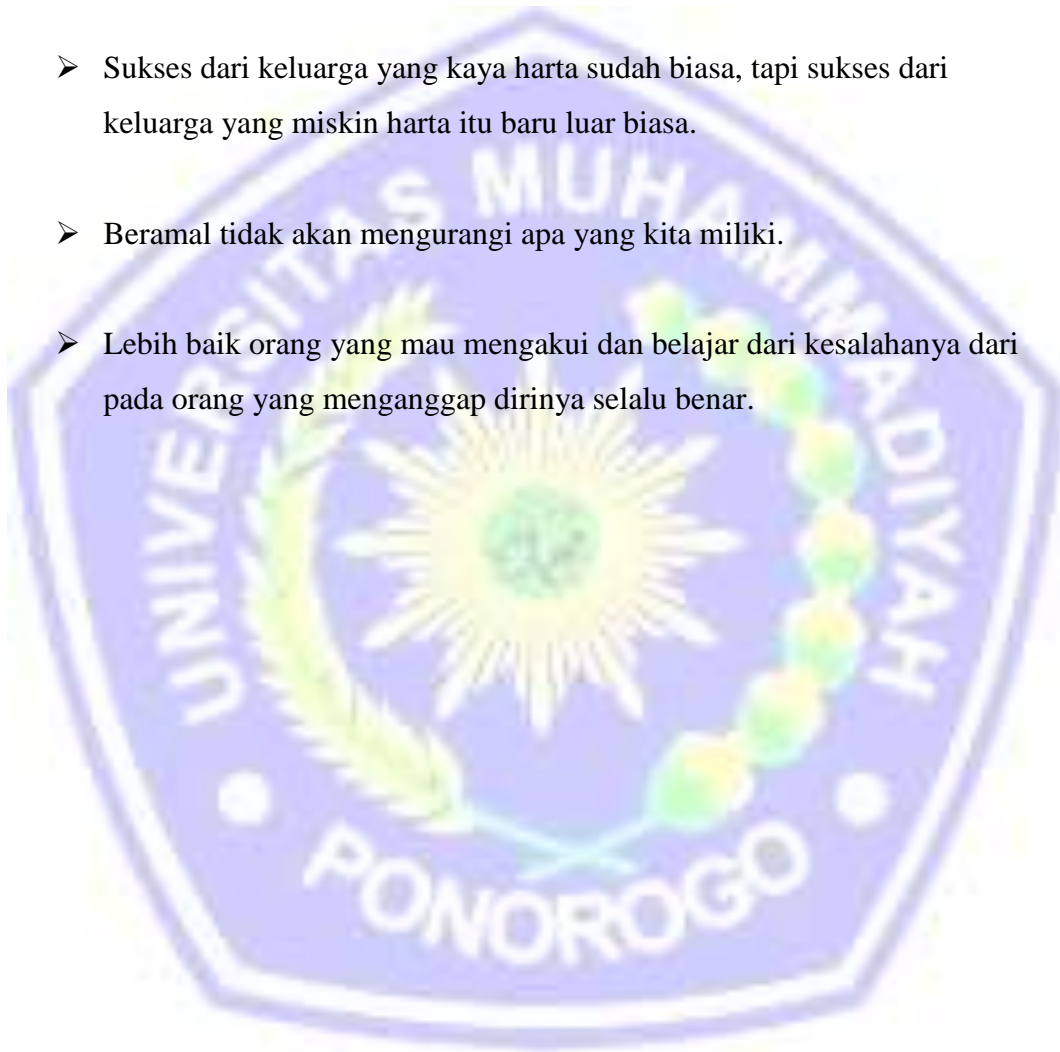 ➢ Sukses dari keluarga yang kaya harta sudah biasa, tapi sukses dari
keluarga yang miskin harta itu baru luar biasa.
➢ Beramal tidak akan mengurangi apa yang kita miliki.
➢ Lebih baik orang yang mau mengakui dan belajar dari kesalahanya dari
pada orang yang menganggap dirinya selalu benar.
UNIVERSITAS MUHAMMADIYAH
PONOROGO